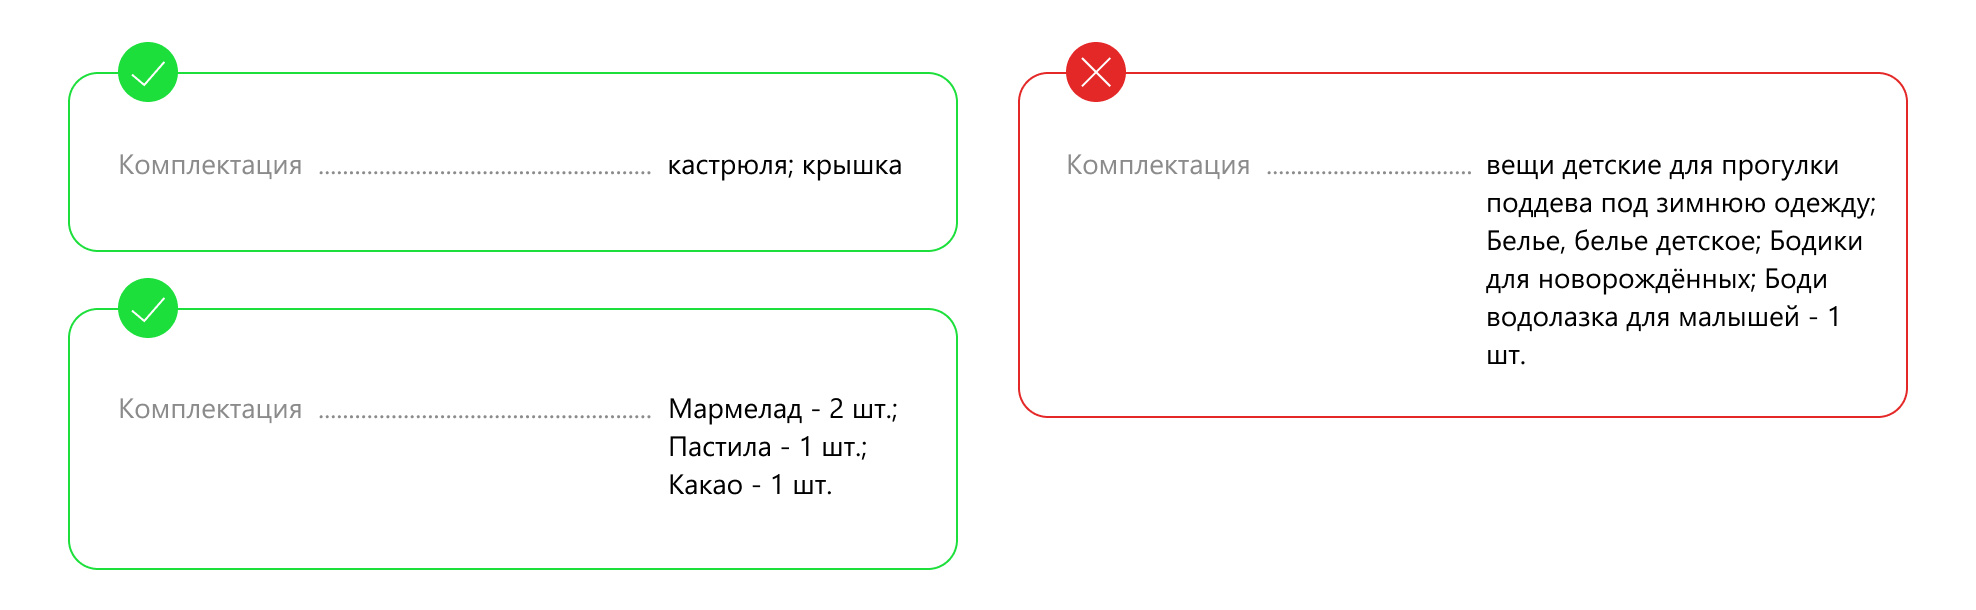 Комплектация ........................................................ кастрюля; крышка
Комплектация ........................................................ Мармелад - 2 шт.;
Пастила - 1 шт.;
Какао - 1 шт.
Комплектация .................................. вещи детские для прогулки
поддева под зимнюю одежду;
Белье, белье детское; Бодики
для новорождённых; Боди
водолазка для малышей - 1
шт.